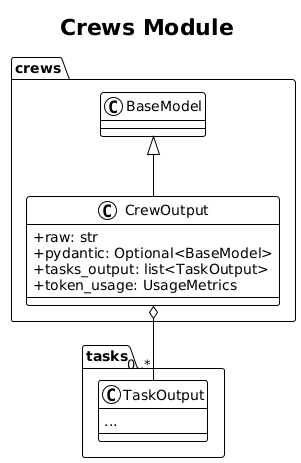 Crews Module
crews
C BaseModel
C CrewOutput
+raw: str
+pydantic: Optional<BaseModel>
+tasks_output: list<TaskOutput>
+token_usage: UsageMetrics
tasks
0..*
C TaskOutput
...